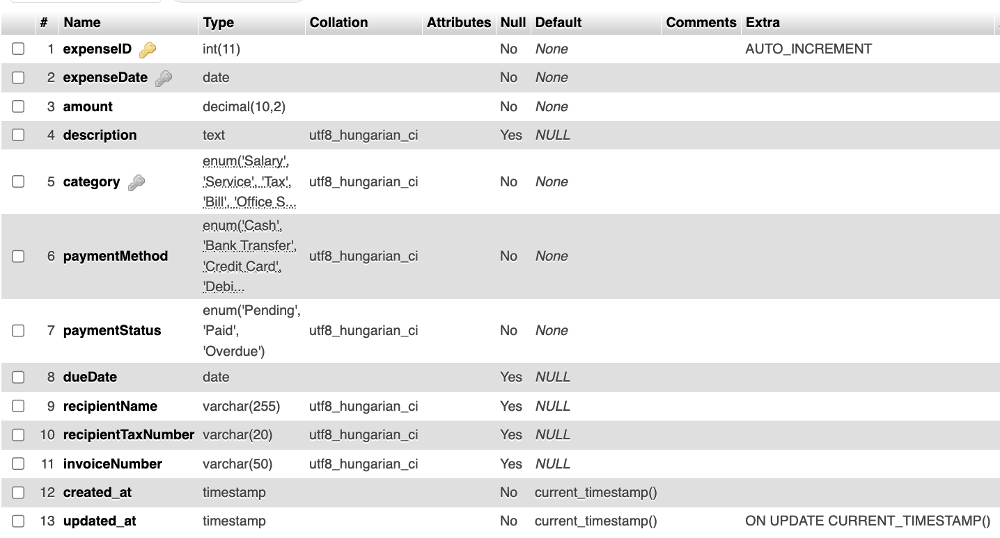 # Name Type Collation Attributes Null Default Comments Extra
1 expenseID int(11) No None AUTO_INCREMENT
2 expenseDate date No None
3 amount decimal(10,2) No None
4 description text utf8_hungarian_ci Yes NULL
enum('Salary',
5 category 'Service', 'Tax', utf8_hungarian_ci No None
'Bill', 'Office S...
enum('Cash',
'Bank Transfer',
6 paymentMethod utf8_hungarian_ci No None
'Credit Card',
'Debi...
enum('Pending',
7 paymentStatus 'Paid', utf8_hungarian_ci No None
'Overdue')
8 dueDate date Yes NULL
9 recipientName varchar(255) utf8_hungarian_ci Yes NULL
10 recipientTaxNumber varchar(20) utf8_hungarian_ci Yes NULL
11 invoiceNumber varchar(50) utf8_hungarian_ci Yes NULL
12 created_at timestamp No current_timestamp()
13 updated_at timestamp No current_timestamp() ON UPDATE CURRENT_TIMESTAMP()